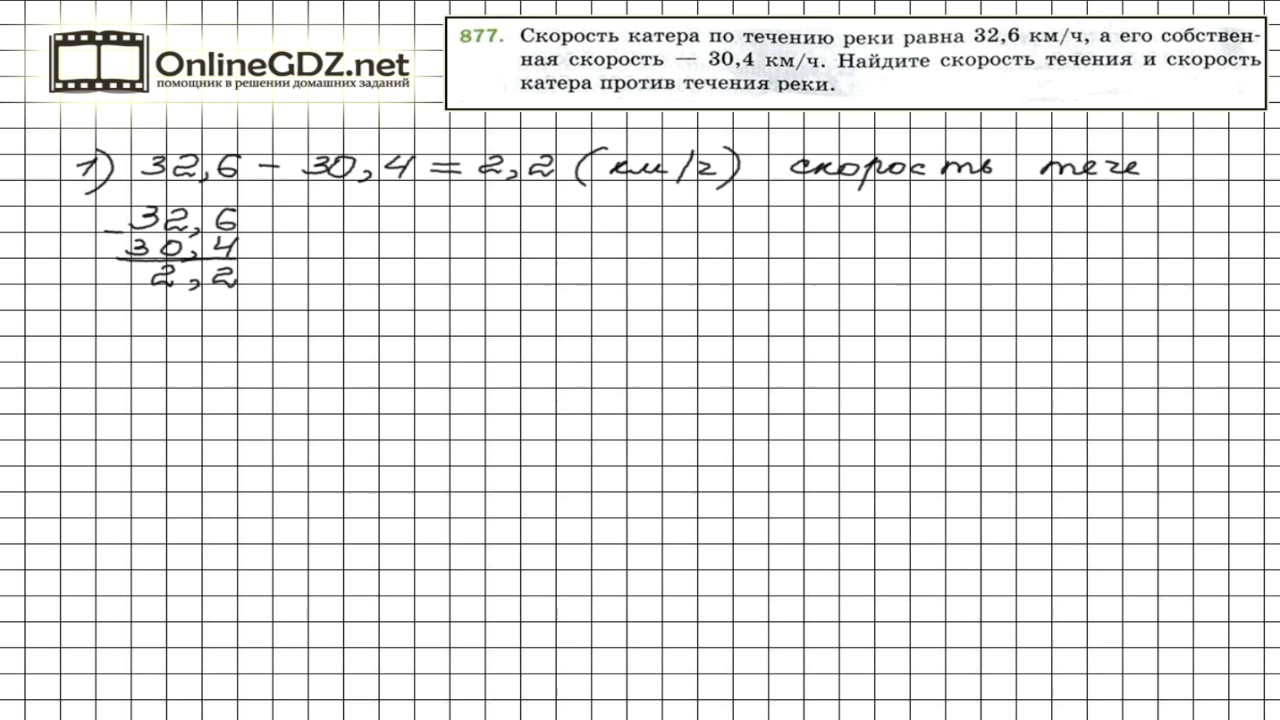 OnlineGDZ.net
помощник в решении домашних заданий
877. Скорость катера по течению реки равна 32,6 км/ч, а его собствен-
ная скорость — 30,4 км/ч. Найдите скорость течения и скорость
катера против течения реки.
1) 32,6 - 30,4 = 2,2 (км/ч) скорость тече
- 32,6
30,4
2,2